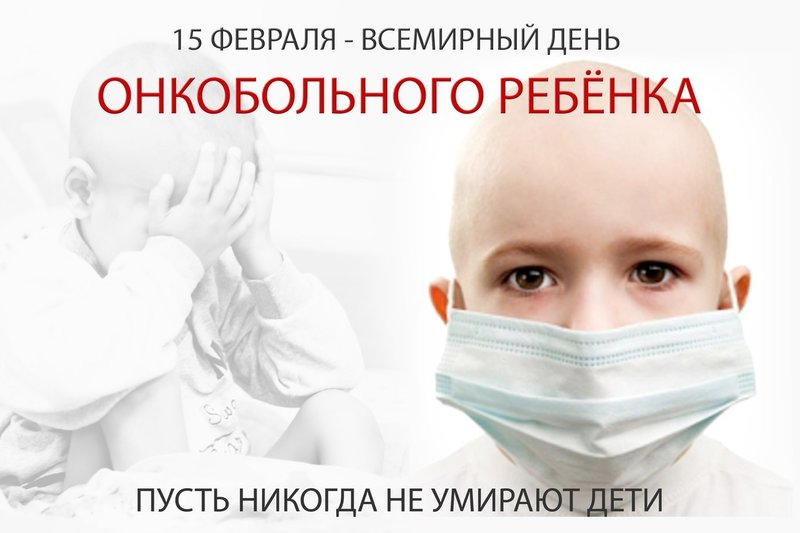 15 ФЕВРАЛЯ - ВСЕМИРНЫЙ ДЕНЬ
ОНКОБОЛЬНОГО РЕБЁНКА
ПУСТЬ НИКОГДА НЕ УМИРАЮТ ДЕТИ